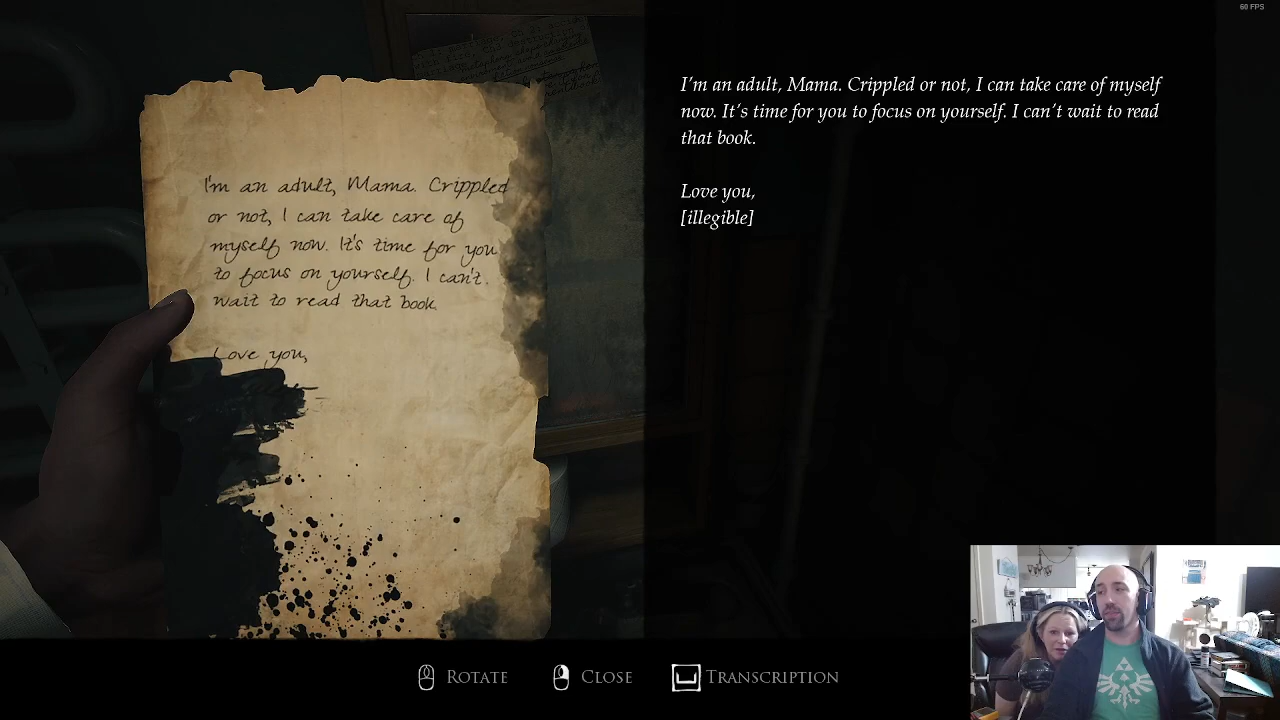 60 FPS
I'm an adult, Mama. Crippled
or not, I can take care of
myself now. It's time for you
to focus on yourself. I can't.
wait to read that book.
Love you,
I'm an adult, Mama. Crippled or not, I can take care of myself
now. It's time for you to focus on yourself. I can't wait to read
that book.
Love you,
[illegible]
ROTATE
CLOSE
TRANSCRIPTION